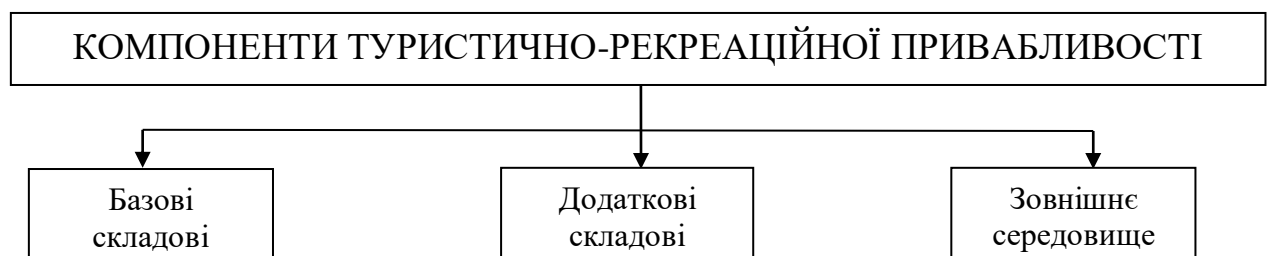 КОМПОНЕНТИ ТУРИСТИЧНО-РЕКРЕАЦІЙНОЇ ПРИВАБЛИВОСТІ
Базові
складові
Додаткові
складові
Зовнішнє
середовище